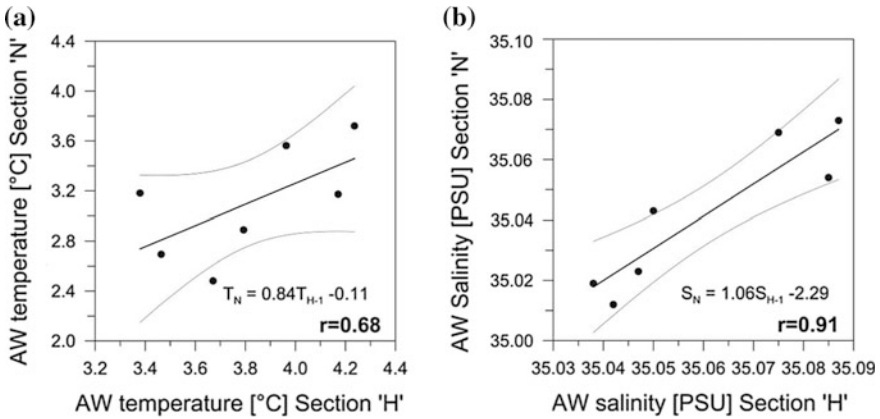 (a)
AW temperature [°C] Section 'N'
4.4
4.0
3.6
3.2
2.8
2.4
2.0
T_N = 0.84T_H-1 -0.11
r=0.68
3.2 3.4 3.6 3.8 4.0 4.2 4.4
AW temperature [°C] Section 'H'
(b)
AW Salinity [PSU] Section 'N'
35.10
35.08
35.06
35.04
35.02
35.00
S_N = 1.06S_H-1 -2.29
r=0.91
35.03 35.04 35.05 35.06 35.07 35.08 35.09
AW salinity [PSU] Section 'H'